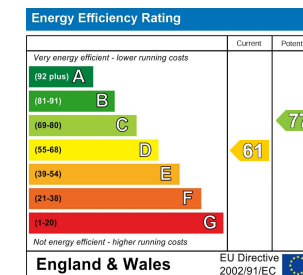 Energy Efficiency Rating
Current Potent
Very energy efficient - lower running costs
(92 plus) A
(81-91) B
(69-80) C
77
(55-68) D
61
(39-54) E
(21-38) F
(1-20) G
Not energy efficient - higher running costs
England & Wales
EU Directive
2002/91/EC